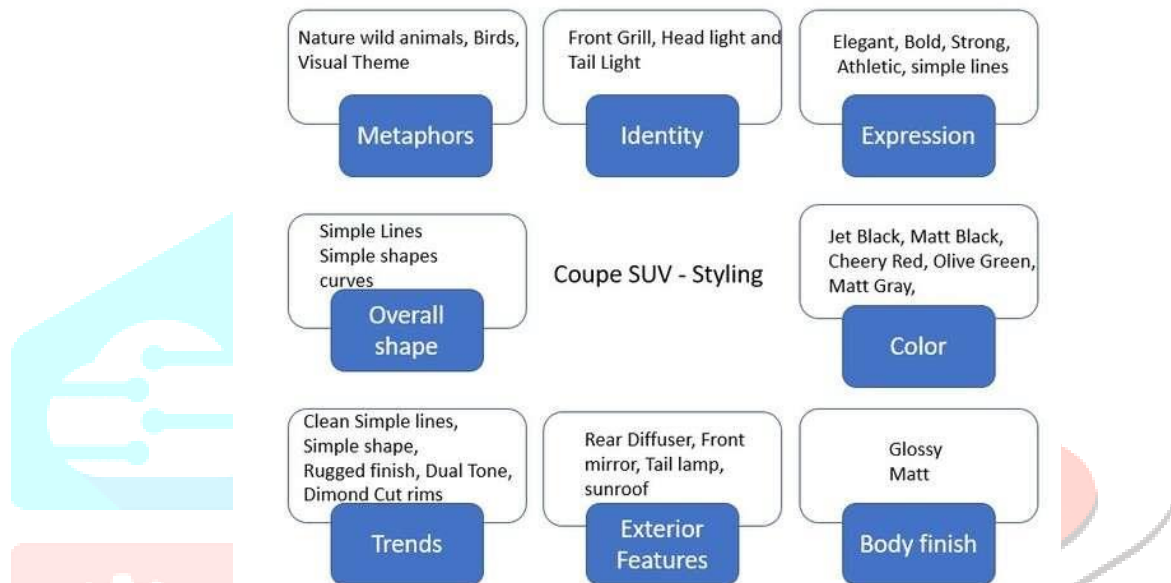 Nature wild animals, Birds,
Visual Theme
Metaphors
Front Grill, Head light and
Tail Light
Identity
Elegant, Bold, Strong,
Athletic, simple lines
Expression
Simple Lines
Simple shapes
curves
Overall
shape
Coupe SUV - Styling
Jet Black, Matt Black,
Cheery Red, Olive Green,
Matt Gray,
Color
Clean Simple lines,
Simple shape,
Rugged finish, Dual Tone,
Dimond Cut rims
Trends
Rear Diffuser, Front
mirror, Tail lamp,
sunroof
Exterior
Features
Glossy
Matt
Body finish